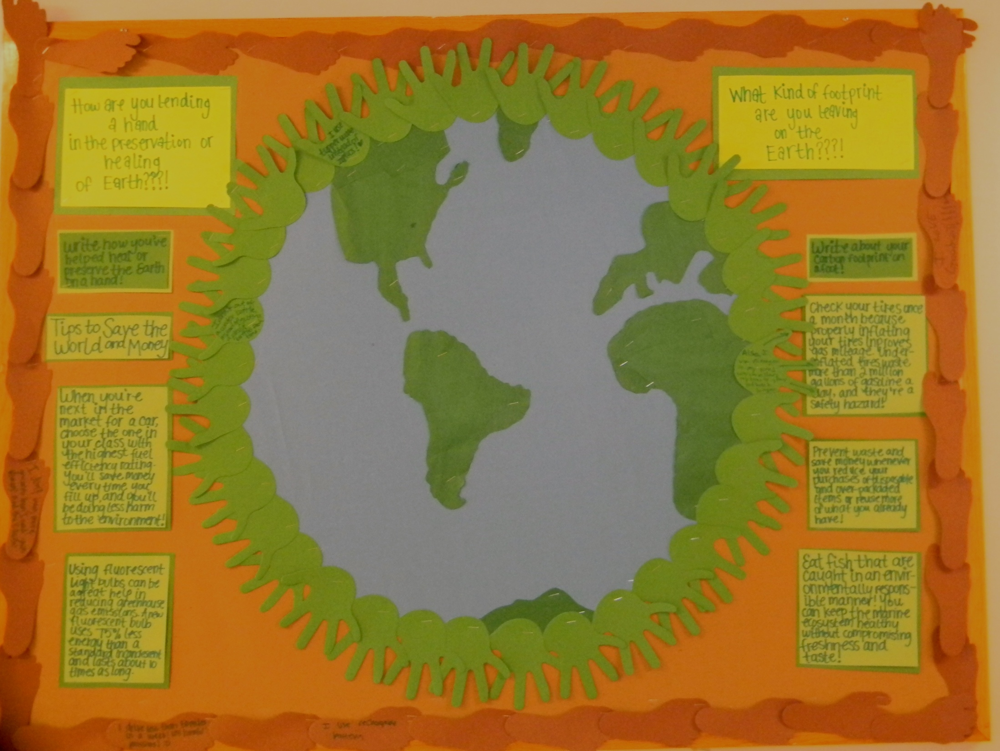 How are you lending
a hand
in the preservation or
healing
of Earth???!
What kind of footprint
are you leaving
on the
Earth???!
Write how you've
helped heal or
preserve the Earth
on a hand!
Tips to Save the
World and Money
When you're
next in the
market for a car,
choose the one in
your class with
the highest fuel
efficiency rating.
You'll save money
every time you
fill up, and you'll
be doing less harm
to the environment!
Using fluorescent
light bulbs can be
a great help in
reducing greenhouse
gas emissions. A new
fluorescent bulb
uses 75% less
energy than a
standard incandesent
and lasts about 10
times as long.
Write about your
carbon footprint on
a foot!
Check your tires once
a month because
properly inflating
your tires inproves
gas mileage. Under-
inflated tires waste
more than 2 million
gallons of gasoline a
day, and they're a
safety hazard!
Prevent waste and
save money whenever
you reduce your
purchases of disposable
and over-packaged
items or reuse more
of what you already
have!
Eat fish that are
caught in an envir-
onmentally respons-
ible manner! You
can keep the marine
ecosystem healthy
without compromising
freshness and
taste!
I use
Also, I
I use